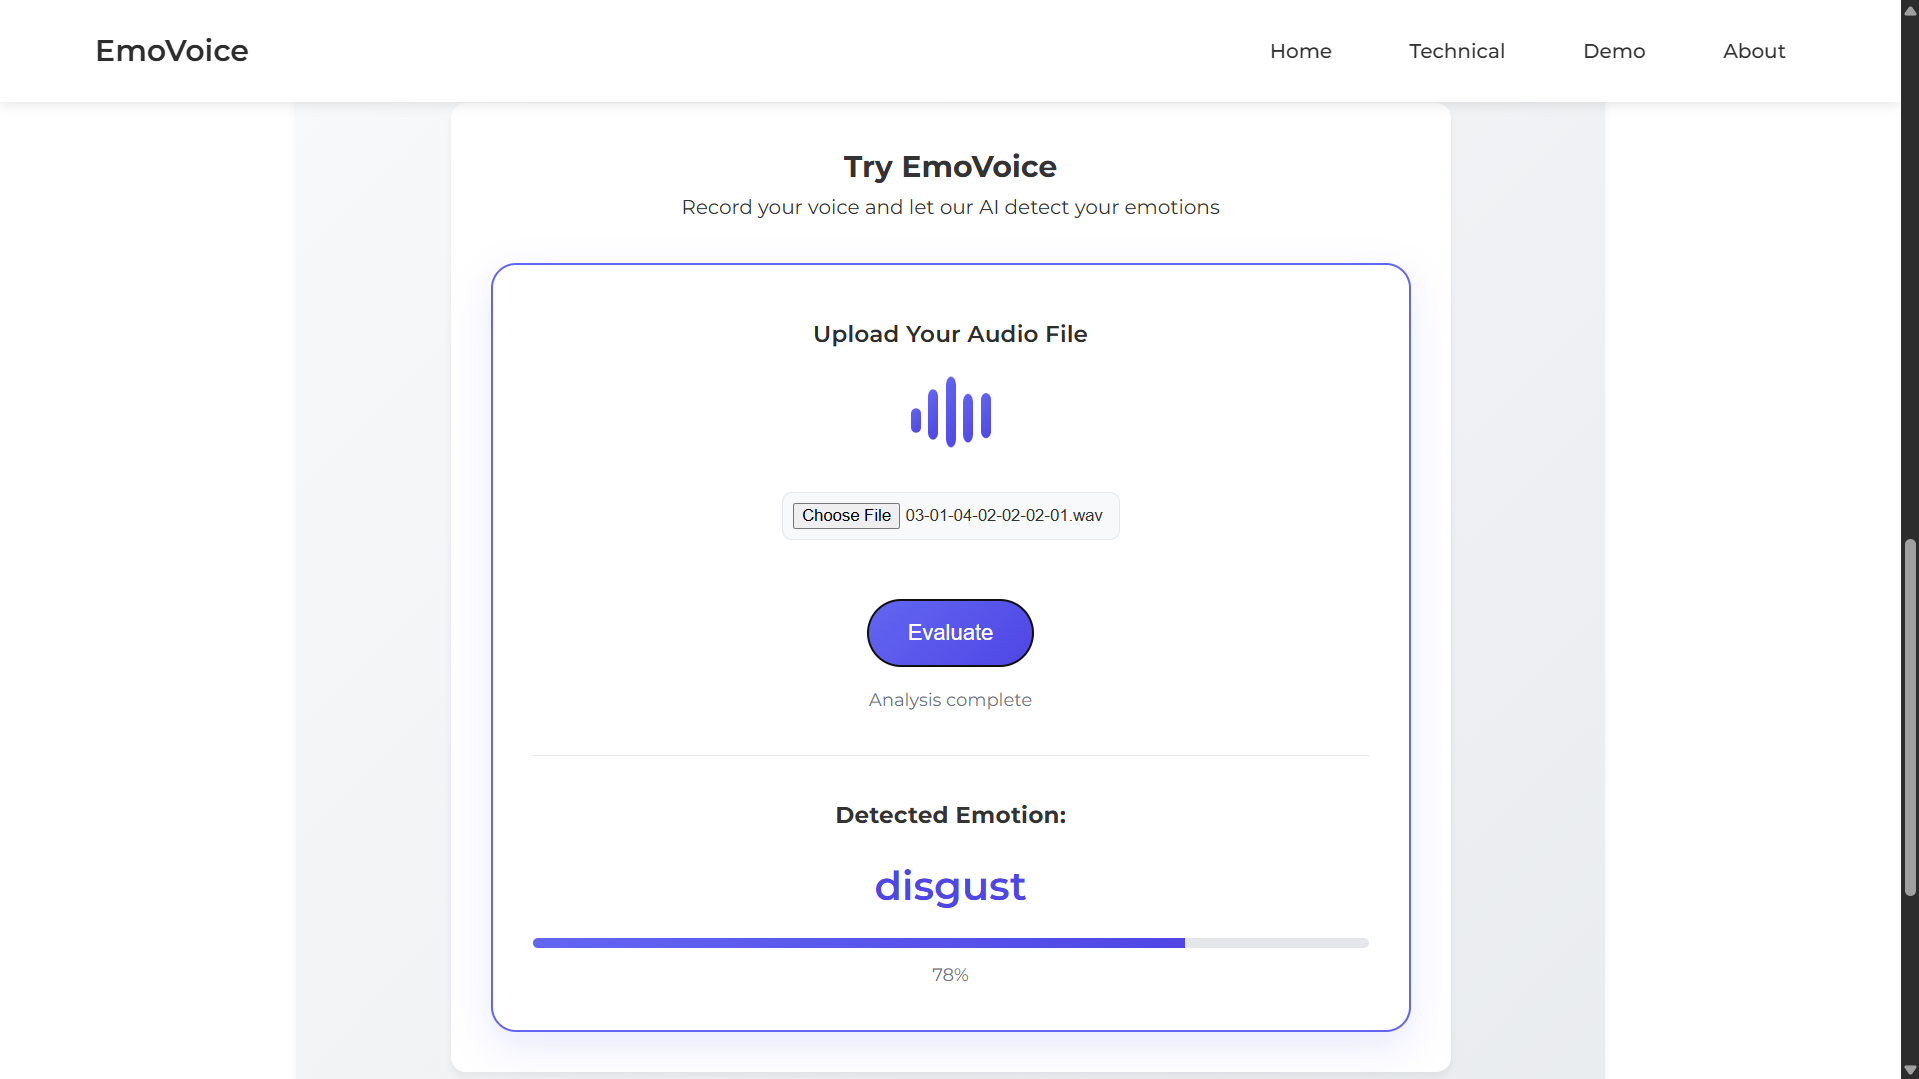 EmoVoice
Home Technical Demo About
Try EmoVoice
Record your voice and let our AI detect your emotions
Upload Your Audio File
Choose File 03-01-04-02-02-02-01.wav
Evaluate
Analysis complete
Detected Emotion:
disgust
78%